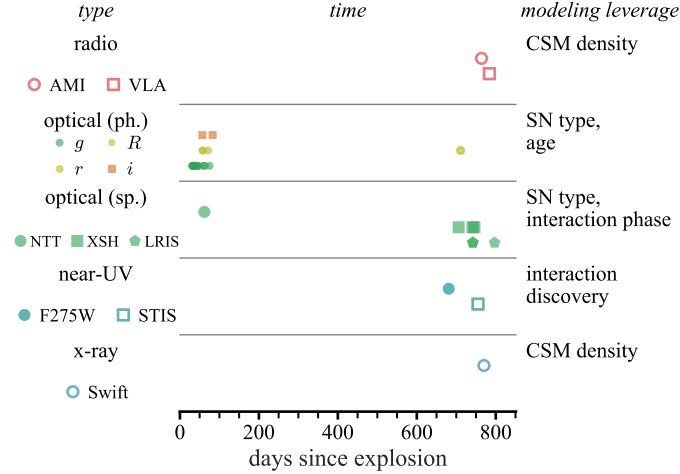 type time modeling leverage
radio CSM density
AMI VLA
optical (ph.) SN type,
age
g R
r i
optical (sp.) SN type,
interaction phase
NTT XSH LRIS
near-UV interaction
discovery
F275W STIS
x-ray CSM density
Swift
0 200 400 600 800
days since explosion